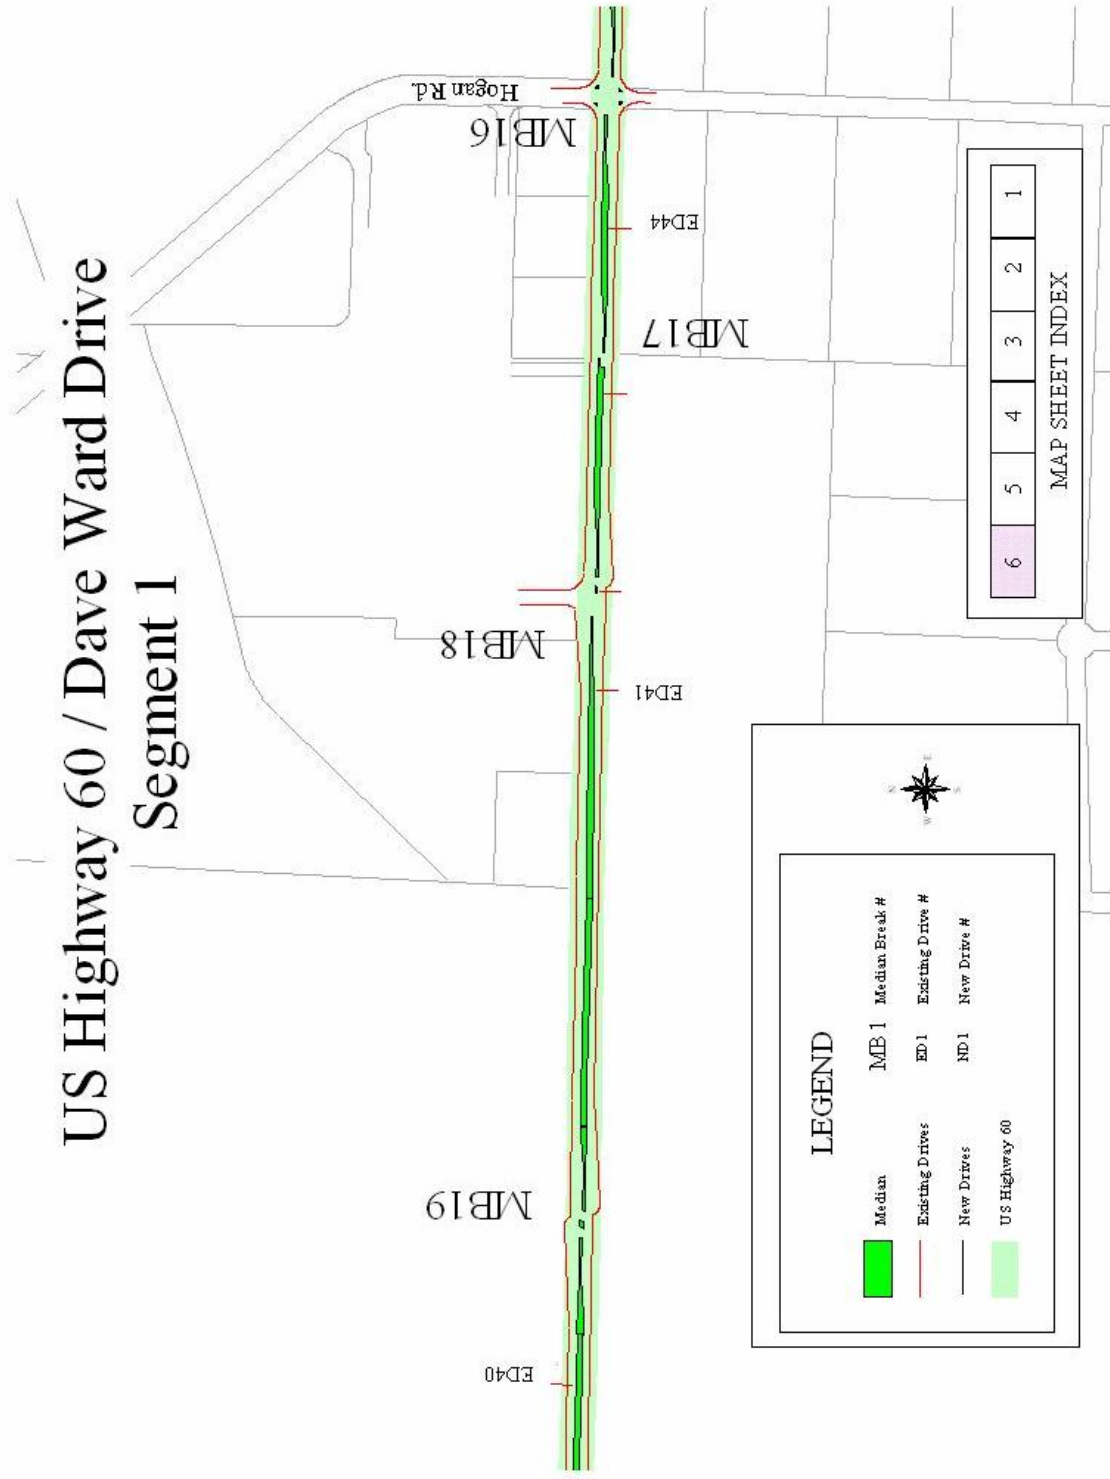 US Highway 60 / Dave Ward Drive
Segment 1
Hogan Rd.
MB16
ED44
MB17
MB18
ED41
MB19
ED40
LEGEND
Median
MB 1
Median Break #
Existing Drives
ED1
Existing Drive #
New Drives
ND1
New Drive #
US Highway 60
N
W
E
S
6
5
4
3
2
1
MAP SHEET INDEX